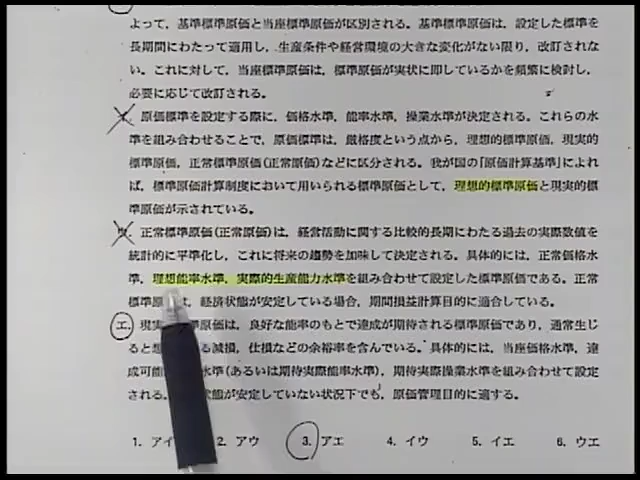 よって，基準標準原価と当座標準原価が区別される。基準標準原価は，設定した標準を
長期間にわたって適用し，生産条件や経営環境の大きな変化がない限り，改訂されな
い。これに対して，当座標準原価は，標準原価が実状に即しているかを頻繁に検討し，
必要に応じて改訂される。
原価標準を設定する際に，価格水準，能率水準，操業水準が決定される。これらの水
準を組み合わせることで，原価標準は，厳格度という点から，理想的標準原価，現実的
標準原価，正常標準原価(正常原価)などに区分される。我が国の「原価計算基準」によれ
ば，標準原価計算制度において用いられる標準原価として，理想的標準原価と現実的標
準原価が示されている。
正常標準原価(正常原価)は，経営活動に関する比較的長期にわたる過去の実際数値を
統計的に平準化し，これに将来の趨勢を加味して決定される。具体的には，正常価格水
準，理想能率水準，実際的生産能力水準を組み合わせて設定した標準原価である。正常
標準原 は，経済状態が安定している場合，期間損益計算目的に適合している。
エ．現実 標準原価は，良好な能率のもとで達成が期待される標準原価であり，通常生じ
ると る減損，仕損などの余裕率を含んでいる。具体的には，当座価格水準，達
成可能 水準(あるいは期待実際能率水準)，期待実際操業水準を組み合わせて設定
される。 状態が安定していない状況下でも，原価管理目的に適する。
1．アイ 2．アウ 3．アエ 4．イウ 5．イエ 6．ウエ